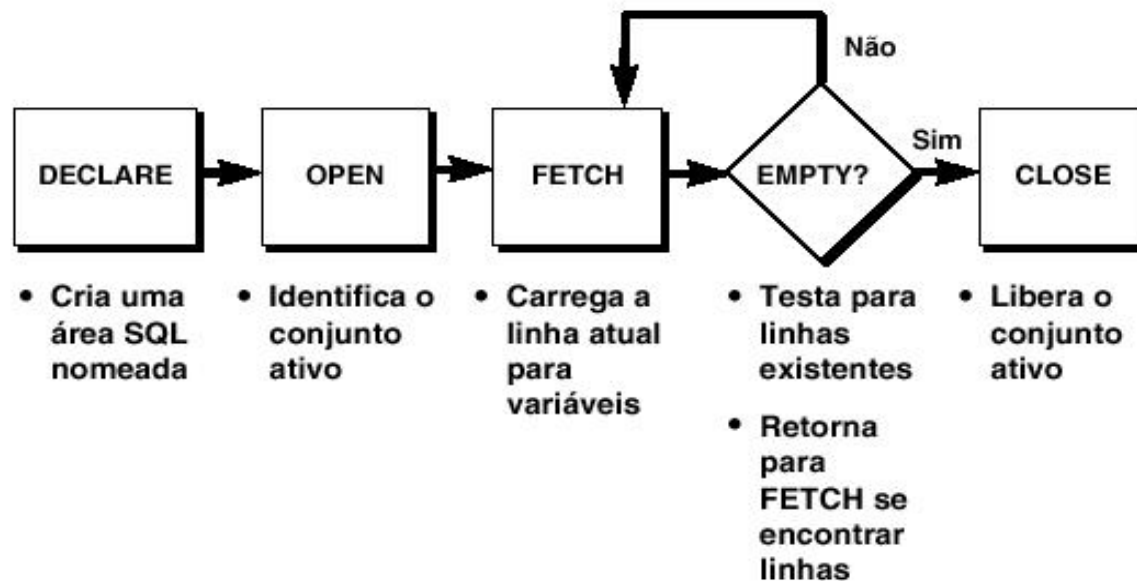 Não
Sim
DECLARE
OPEN
FETCH
EMPTY?
CLOSE
• Cria uma
área SQL
nomeada
• Identifica o
conjunto
ativo
• Carrega a
linha atual
para
variáveis
• Testa para
linhas
existentes
• Retorna
para
FETCH se
encontrar
linhas
• Libera o
conjunto
ativo